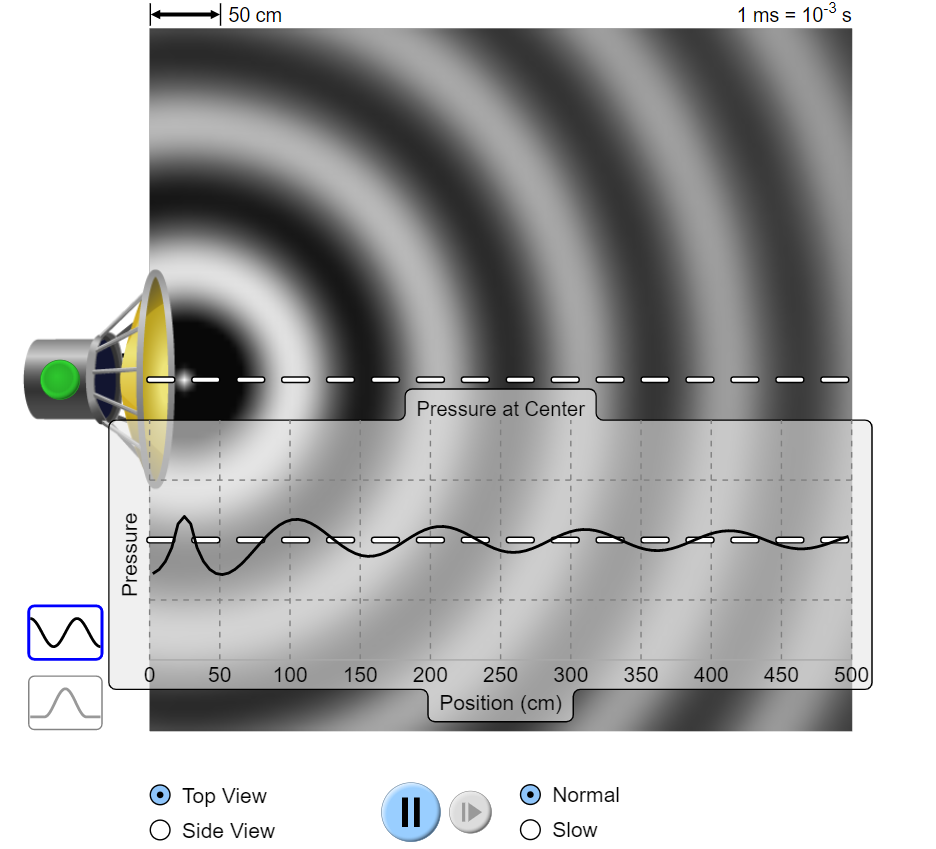 50 cm
1 ms = 10⁻³ s
Pressure at Center
Pressure
0 50 100 150 200 250 300 350 400 450 500
Position (cm)
Top View
Side View
Normal
Slow